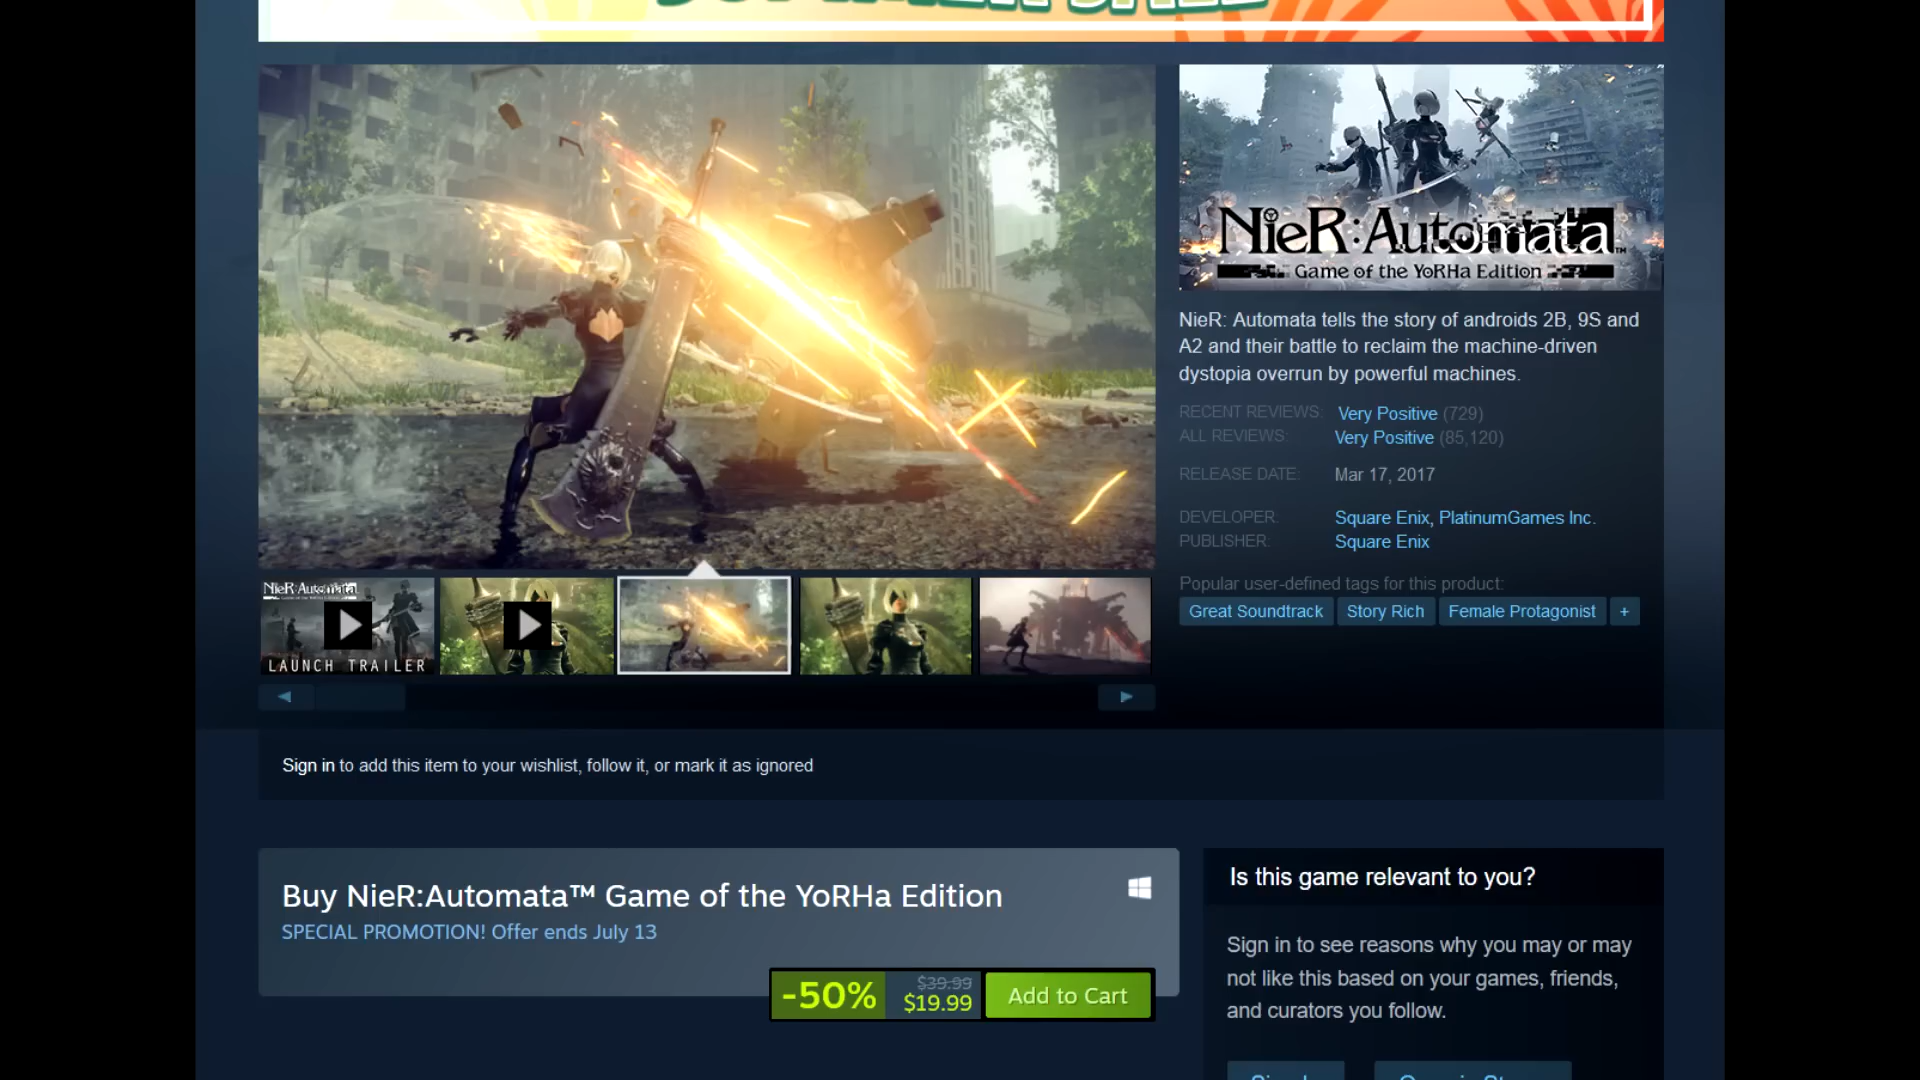 NieR:Automata™
Game of the YoRHa Edition
NieR: Automata tells the story of androids 2B, 9S and
A2 and their battle to reclaim the machine-driven
dystopia overrun by powerful machines.
RECENT REVIEWS: Very Positive (729)
ALL REVIEWS: Very Positive (85,120)
RELEASE DATE: Mar 17, 2017
DEVELOPER: Square Enix, PlatinumGames Inc.
PUBLISHER: Square Enix
Popular user-defined tags for this product:
Great Soundtrack Story Rich Female Protagonist +
NieR:Automata
LAUNCH TRAILER
Sign in to add this item to your wishlist, follow it, or mark it as ignored
Buy NieR:Automata™ Game of the YoRHa Edition
SPECIAL PROMOTION! Offer ends July 13
-50% $39.99 $19.99 Add to Cart
Is this game relevant to you?
Sign in to see reasons why you may or may
not like this based on your games, friends,
and curators you follow.